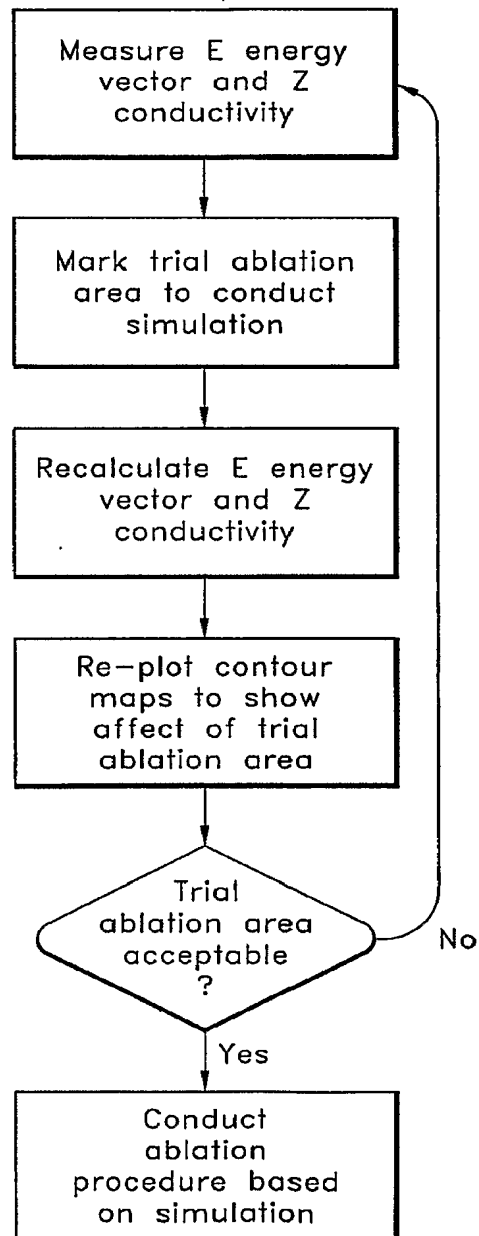 Measure E energy
vector and Z
conductivity
Mark trial ablation
area to conduct
simulation
Recalculate E energy
vector and Z
conductivity
Re-plot contour
maps to show
affect of trial
ablation area
Trial
ablation area
acceptable
?
No
Yes
Conduct
ablation
procedure based
on simulation